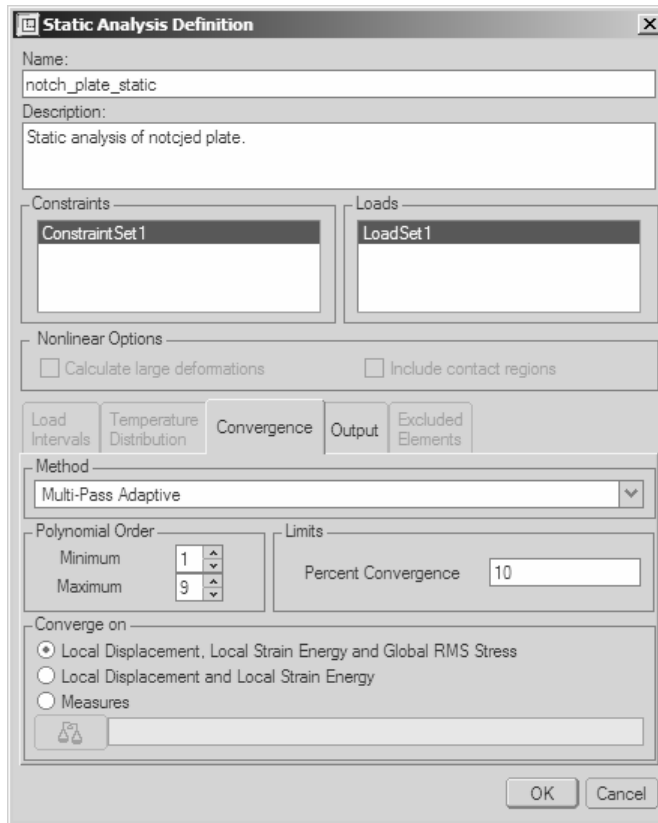 Static Analysis Definition
Name:
notch_plate_static
Description:
Static analysis of notcjed plate.
Constraints
Loads
ConstraintSet1
LoadSet1
Nonlinear Options
Calculate large deformations
Include contact regions
Load Intervals
Temperature Distribution
Convergence
Output
Excluded Elements
Method
Multi-Pass Adaptive
Polynomial Order
Limits
Minimum
1
Maximum
9
Percent Convergence
10
Converge on
Local Displacement, Local Strain Energy and Global RMS Stress
Local Displacement and Local Strain Energy
Measures
OK
Cancel